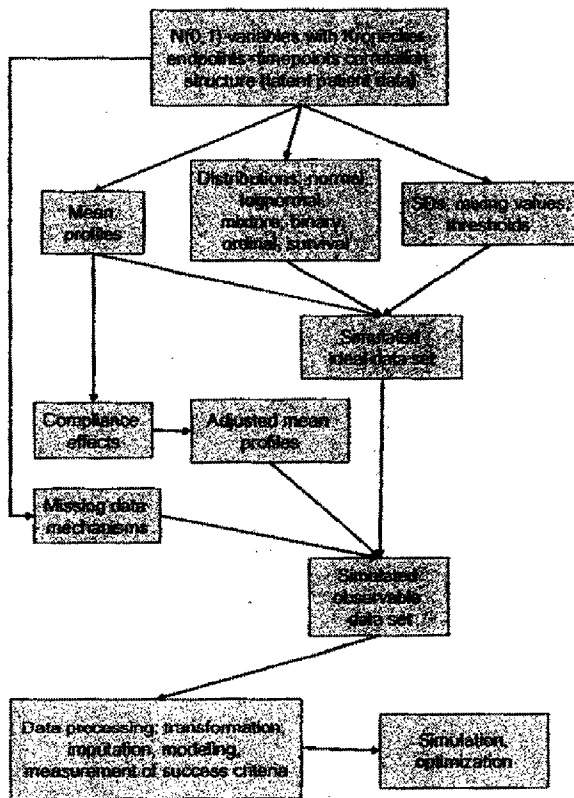 N(0,1) variables with Kronecker
endpoints×timepoints correlation
structure (latent patient data)
Mean
profiles
Distributions: normal,
lognormal,
mixture, binary,
ordinal, survival
SDs, mixing values,
thresholds
Simulated
ideal data set
Compliance
effects
Adjusted mean
profiles
Missing data
mechanisms
Simulated
observable
data set
Data processing: transformation,
imputation, modeling,
measurement of success criteria
Simulation,
optimization